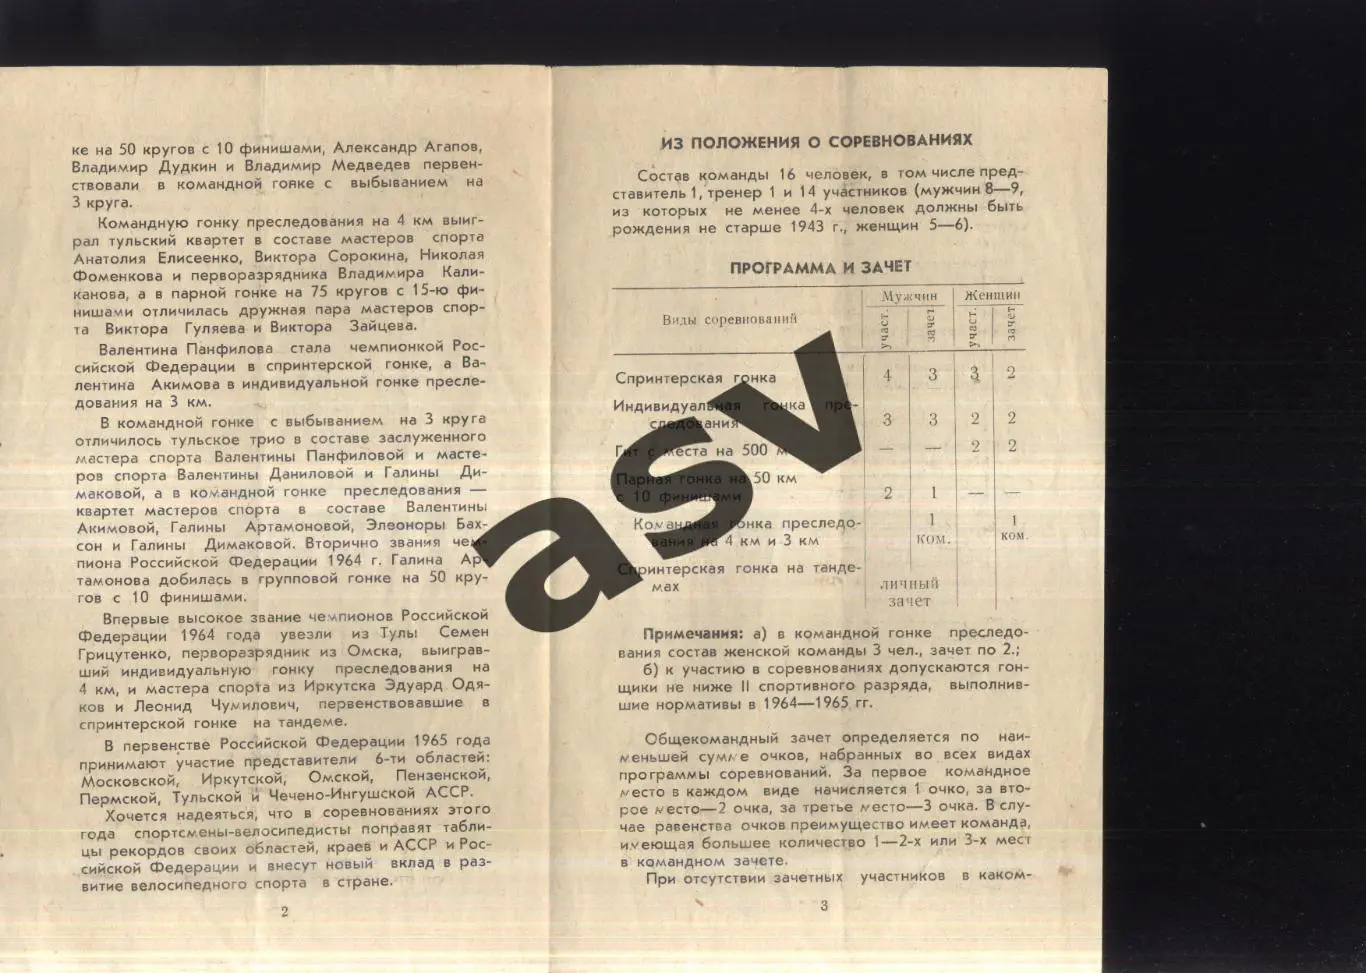 ке на 50 кругов с 10 финишами, Александр Агапов,
Владимир Дудкин и Владимир Медведев первен-
ствовали в командной гонке с выбыванием на
3 круга.
Командную гонку преследования на 4 км выиг-
рал тульский квартет в составе мастеров спорта
Анатолия Елисеенко, Виктора Сорокина, Николая
Фоменкова и перворазрядника Владимира Кали-
канова, а в парной гонке на 75 кругов с 15-ю фи-
нишами отличилась дружная пара мастеров спор-
та Виктора Гуляева и Виктора Зайцева.
Валентина Панфилова стала чемпионкой Рос-
сийской Федерации в спринтерской гонке, а Ва-
лентина Акимова в индивидуальной гонке пресле-
дования на 3 км.
В командной гонке с выбыванием на 3 круга
отличилось тульское трио в составе заслуженного
мастера спорта Валентины Панфиловой и масте-
ров спорта Валентины Даниловой и Галины Ди-
маковой, а в командной гонке преследования —
квартет мастеров спорта в составе Валентины
Акимовой, Галины Артамоновой, Элеоноры Бах-
сон и Галины Димаковой. Вторично звания чем-
пиона Российской Федерации 1964 г. Галина Ар-
тамонова добилась в групповой гонке на 50 кру-
гов с 10 финишами.
Впервые высокое звание чемпионов Российской
Федерации 1964 года увезли из Тулы Семен
Грицутенко, перворазрядник из Омска, выиграв-
ший индивидуальную гонку преследования на
4 км, и мастера спорта из Иркутска Эдуард Одя-
ков и Леонид Чумилович, первенствовавшие в
спринтерской гонке на тандеме.
В первенстве Российской Федерации 1965 года
принимают участие представители 6-ти областей:
Московской, Иркутской, Омской, Пензенской,
Пермской, Тульской и Чечено-Ингушской АССР.
Хочется надеяться, что в соревнованиях этого
года спортсмены-велосипедисты поправят табли-
цы рекордов своих областей, краев и АССР и Рос-
сийской Федерации и внесут новый вклад в раз-
витие велосипедного спорта в стране.
2
ИЗ ПОЛОЖЕНИЯ О СОРЕВНОВАНИЯХ
Состав команды 16 человек, в том числе пред-
ставитель 1, тренер 1 и 14 участников (мужчин 8—9,
из которых не менее 4-х человек должны быть
рождения не старше 1943 г., женщин 5—6).
ПРОГРАММА И ЗАЧЕТ
Виды соревнований Мужчин Женщин
участ. зачет участ. зачет
Спринтерская гонка 4 3 3 2
Индивидуальная гонка пре-
следования 3 3 2 2
Гит с места на 500 м — — 2 2
Парная гонка на 50 км
с 10 финишами 2 1 — —
Командная гонка преследо- 1 1
вания на 4 км и 3 км ком. ком.
Спринтерская гонка на танде-
мах личный
зачет
Примечания: а) в командной гонке преследо-
вания состав женской команды 3 чел., зачет по 2.;
б) к участию в соревнованиях допускаются гон-
щики не ниже II спортивного разряда, выполнив-
шие нормативы в 1964—1965 гг.
Общекомандный зачет определяется по наи-
меньшей сумме очков, набранных во всех видах
программы соревнований. За первое командное
место в каждом виде начисляется 1 очко, за вто-
рое место—2 очка, за третье место—3 очка. В слу-
чае равенства очков преимущество имеет команда,
имеющая большее количество 1—2-х или 3-х мест
в командном зачете.
При отсутствии зачетных участников в каком-
3
asv